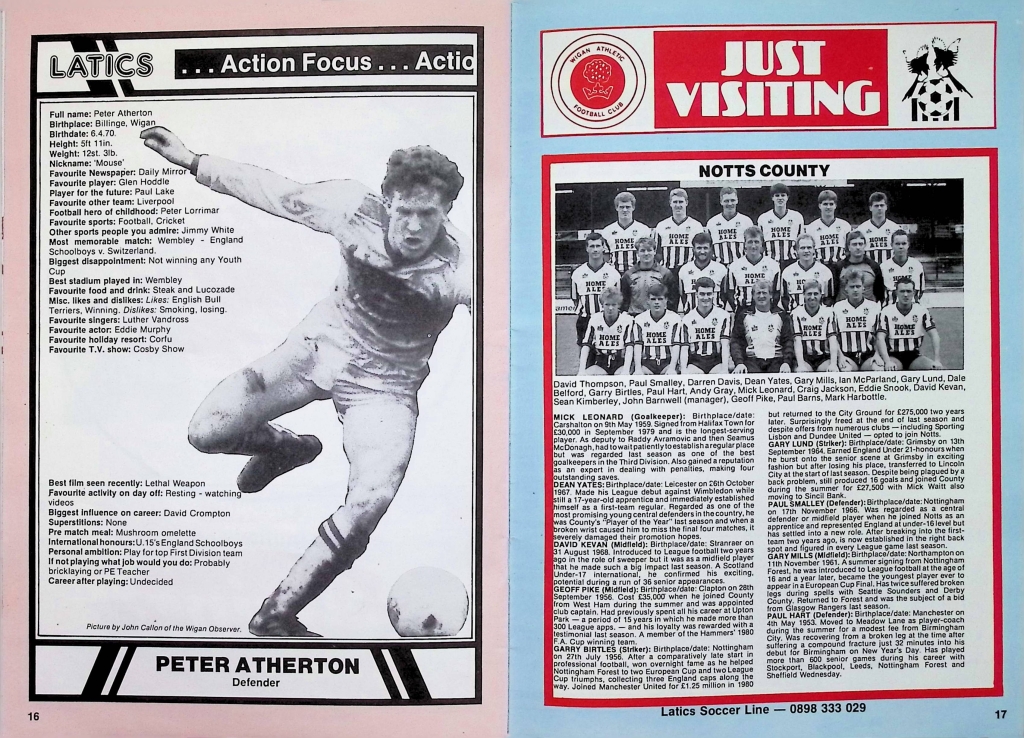 LATICS
. . . Action Focus . . . Actio
Full name: Peter Atherton
Birthplace: Billinge, Wigan
Birthdate: 6.4.70.
Height: 5ft 11in.
Weight: 12st. 3lb.
Nickname: 'Mouse'
Favourite Newspaper: Daily Mirror
Favourite player: Glen Hoddle
Player for the future: Paul Lake
Favourite other team: Liverpool
Football hero of childhood: Peter Lorrimar
Favourite sports: Football, Cricket
Other sports people you admire: Jimmy White
Most memorable match: Wembley - England
Schoolboys v. Switzerland.
Biggest disappointment: Not winning any Youth
Cup
Best stadium played in: Wembley
Favourite food and drink: Steak and Lucozade
Misc. likes and dislikes: Likes: English Bull
Terriers, Winning. Dislikes: Smoking, losing.
Favourite singers: Luther Vandross
Favourite actor: Eddie Murphy
Favourite holiday resort: Corfu
Favourite T.V. show: Cosby Show
Best film seen recently: Lethal Weapon
Favourite activity on day off: Resting - watching
videos
Biggest influence on career: David Crompton
Superstitions: None
Pre match meal: Mushroom omelette
International honours: U.15's England Schoolboys
Personal ambition: Play for top First Division team
If not playing what job would you do: Probably
bricklaying or PE Teacher
Career after playing: Undecided
Picture by John Callon of the Wigan Observer.
PETER ATHERTON
Defender
16
WIGAN ATHLETIC
FOOTBALL CLUB
JUST
VISITING
NOTTS COUNTY
HOME ALES
David Thompson, Paul Smalley, Darren Davis, Dean Yates, Gary Mills, Ian McParland, Gary Lund, Dale
Belford, Garry Birtles, Paul Hart, Andy Gray, Mick Leonard, Craig Jackson, Eddie Snook, David Kevan,
Sean Kimberley, John Barnwell (manager), Geoff Pike, Paul Barns, Mark Harbottle.
MICK LEONARD (Goalkeeper): Birthplace/date:
Carshalton on 9th May 1959. Signed from Halifax Town for
£30,000 in September 1979 and is the longest-serving
player. As deputy to Raddy Avramovic and then Seamus
McDonagh, had to wait patiently to establish a regular place
but was regarded last season as one of the best
goalkeepers in the Third Division. Also gained a reputation
as an expert in dealing with penalties, making four
outstanding saves.
DEAN YATES: Birthplace/date: Leicester on 26th October
1967. Made his League debut against Wimbledon while
still a 17-year-old apprentice and immediately established
himself as a first-team regular. Regarded as one of the
most promising young central defenders in the country, he
was County's "Player of the Year" last season and when a
broken wrist caused him to miss the final four matches, it
severely damaged their promotion hopes.
DAVID KEVAN (Midfield): Birthplace/date: Stranraer on
31 August 1968. Introduced to League football two years
ago in the role of sweeper but it was as a midfield player
that he made such a big impact last season. A Scotland
Under-17 international, he confirmed his exciting,
potential during a run of 36 senior appearances.
GEOFF PIKE (Midfield): Birthplace/date: Clapton on 28th
September 1956. Cost £35,000 when he joined County
from West Ham during the summer and was appointed
club captain. Had previously spent all his career at Upton
Park — a period of 15 years in which he made more than
300 League apps. — and his loyalty was rewarded with a
testimonial last season. A member of the Hammers' 1980
F.A. Cup winning team.
GARRY BIRTLES (Striker): Birthplace/date: Nottingham
on 27th July 1956. After a comparatively late start in
professional football, won overnight fame as he helped
Nottingham Forest to two European Cup and two League
Cup triumphs, collecting three England caps along the
way. Joined Manchester United for £1.25 million in 1980
but returned to the City Ground for £275,000 two years
later. Surprisingly freed at the end of last season and
despite offers from numerous clubs — including Sporting
Lisbon and Dundee United — opted to join Notts.
GARY LUND (Striker): Birthplace/date: Grimsby on 13th
September 1964. Earned England Under 21-honours when
he burst onto the senior scene at Grimsby in exciting
fashion but after losing his place, transferred to Lincoln
City at the start of last season. Despite being plagued by a
back problem, still produced 16 goals and joined County
during the summer for £27,500 with Mick Waitt also
moving to Sincil Bank.
PAUL SMALLEY (Defender): Birthplace/date: Nottingham
on 17th November 1966. Was regarded as a central
defender or midfield player when he joined Notts as an
apprentice and represented England at under-16 level but
has settled into a new role. After breaking into the first-
team two years ago, is now established in the right back
spot and figured in every League game last season.
GARY MILLS (Midfield): Birthplace/date: Northampton on
11th November 1961. A summer signing from Nottingham
Forest, he was introduced to League football at the age of
16 and a year later, became the youngest player ever to
appear in a European Cup Final. Has twice suffered broken
legs during spells with Seattle Sounders and Derby
County. Returned to Forest and was the subject of a bid
from Glasgow Rangers last season.
PAUL HART (Defender): Birthplace/date: Manchester on
4th May 1953. Moved to Meadow Lane as player-coach
during the summer for a modest fee from Birmingham
City. Was recovering from a broken leg at the time after
suffering a compound fracture just 32 minutes into his
debut for Birmingham on New Year's Day. Has played
more than 600 senior games during his career with
Stockport, Blackpool, Leeds, Nottingham Forest and
Sheffield Wednesday.
Latics Soccer Line — 0898 333 029
17